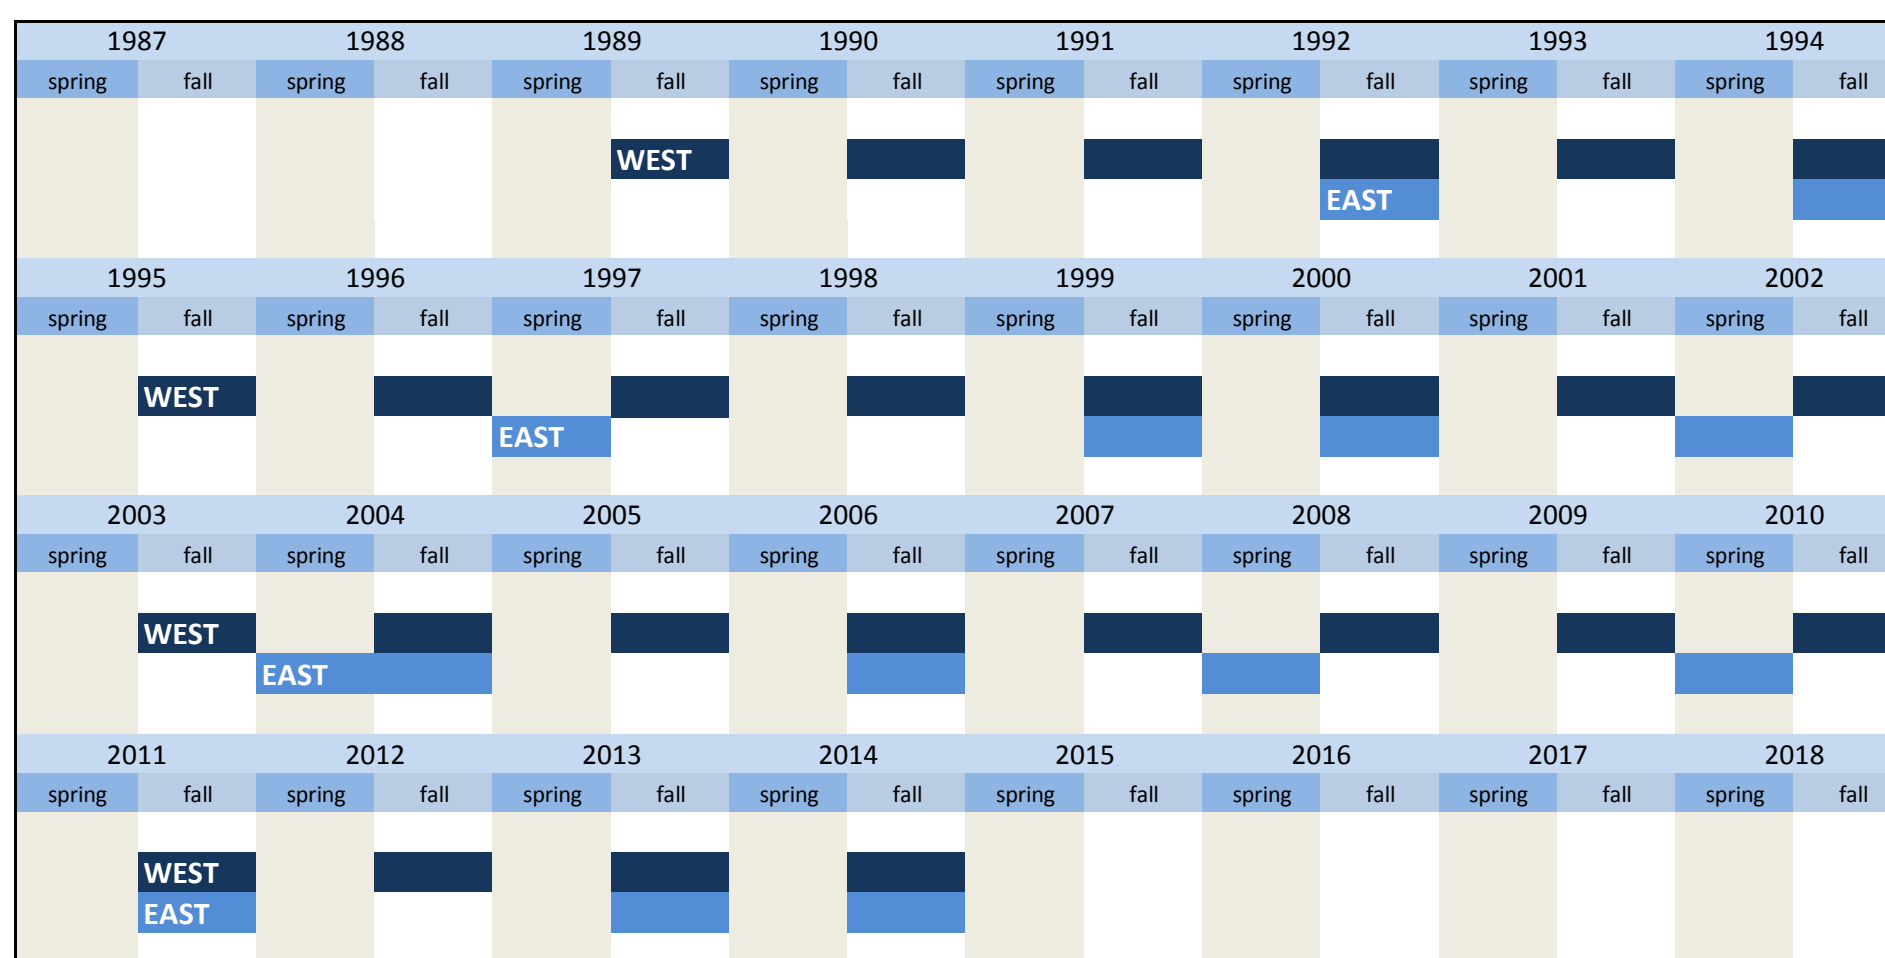 1987 1988 1989 1990 1991 1992 1993 1994
spring fall spring fall spring fall spring fall spring fall spring fall spring fall spring fall
WEST
EAST
1995 1996 1997 1998 1999 2000 2001 2002
spring fall spring fall spring fall spring fall spring fall spring fall spring fall spring fall
WEST
EAST
2003 2004 2005 2006 2007 2008 2009 2010
spring fall spring fall spring fall spring fall spring fall spring fall spring fall spring fall
WEST
EAST
2011 2012 2013 2014 2015 2016 2017 2018
spring fall spring fall spring fall spring fall spring fall spring fall spring fall spring fall
WEST
EAST